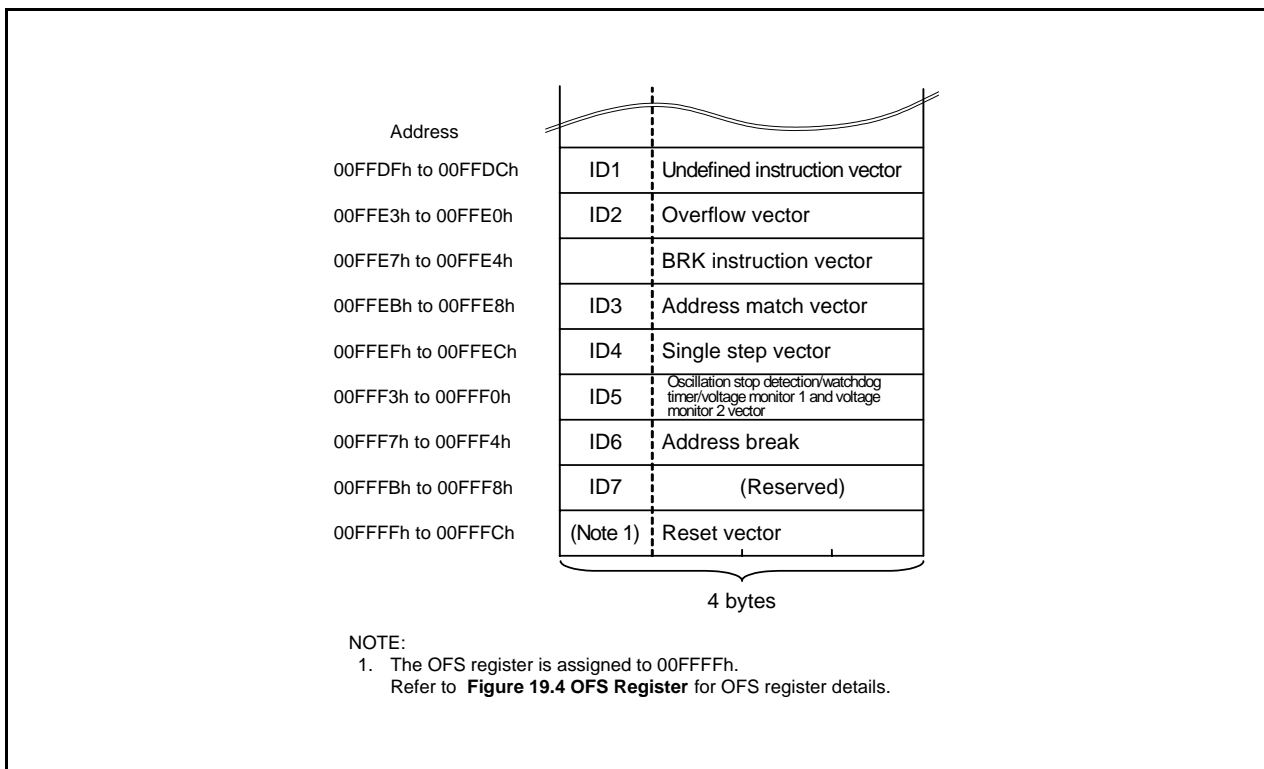 Address
00FFDFh to 00FFDCh ID1 Undefined instruction vector
00FFE3h to 00FFE0h ID2 Overflow vector
00FFE7h to 00FFE4h BRK instruction vector
00FFEBh to 00FFE8h ID3 Address match vector
00FFEFh to 00FFECh ID4 Single step vector
00FFF3h to 00FFF0h ID5 Oscillation stop detection/watchdog
timer/voltage monitor 1 and voltage
monitor 2 vector
00FFF7h to 00FFF4h ID6 Address break
00FFFBh to 00FFF8h ID7 (Reserved)
00FFFFh to 00FFFCh (Note 1) Reset vector
4 bytes
NOTE:
1. The OFS register is assigned to 00FFFFh.
Refer to Figure 19.4 OFS Register for OFS register details.